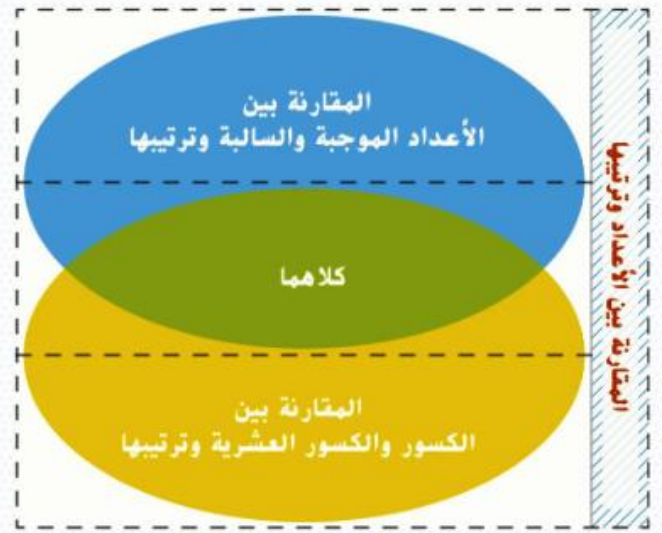 المقارنة بين الأعداد وترتيبها
المقارنة بين
الأعداد الموجبة والسالبة وترتيبها
كلاهما
المقارنة بين
الكسور والكسور العشرية وترتيبها